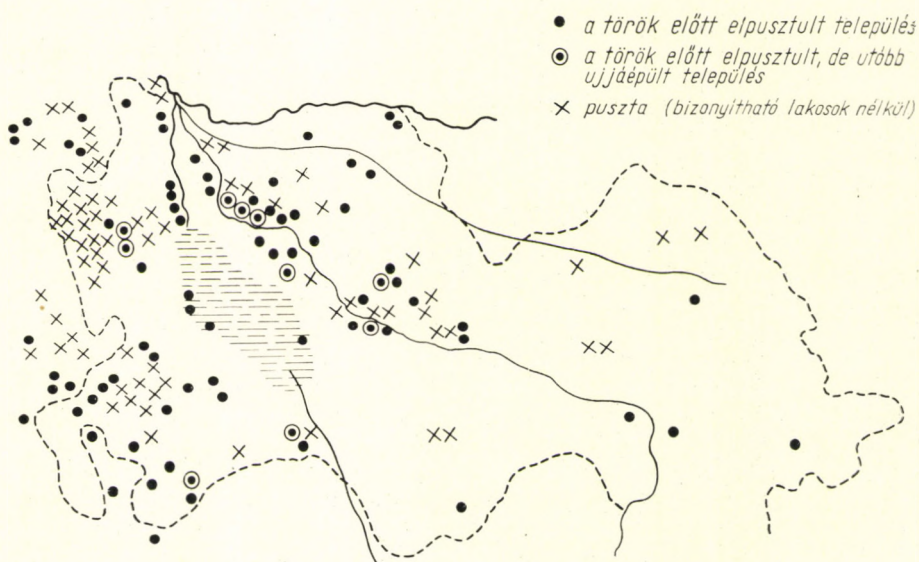 a török előtt elpusztult település
a török előtt elpusztult, de utóbb
ujjáépült település
puszta (bizonyítható lakosok nélkül)